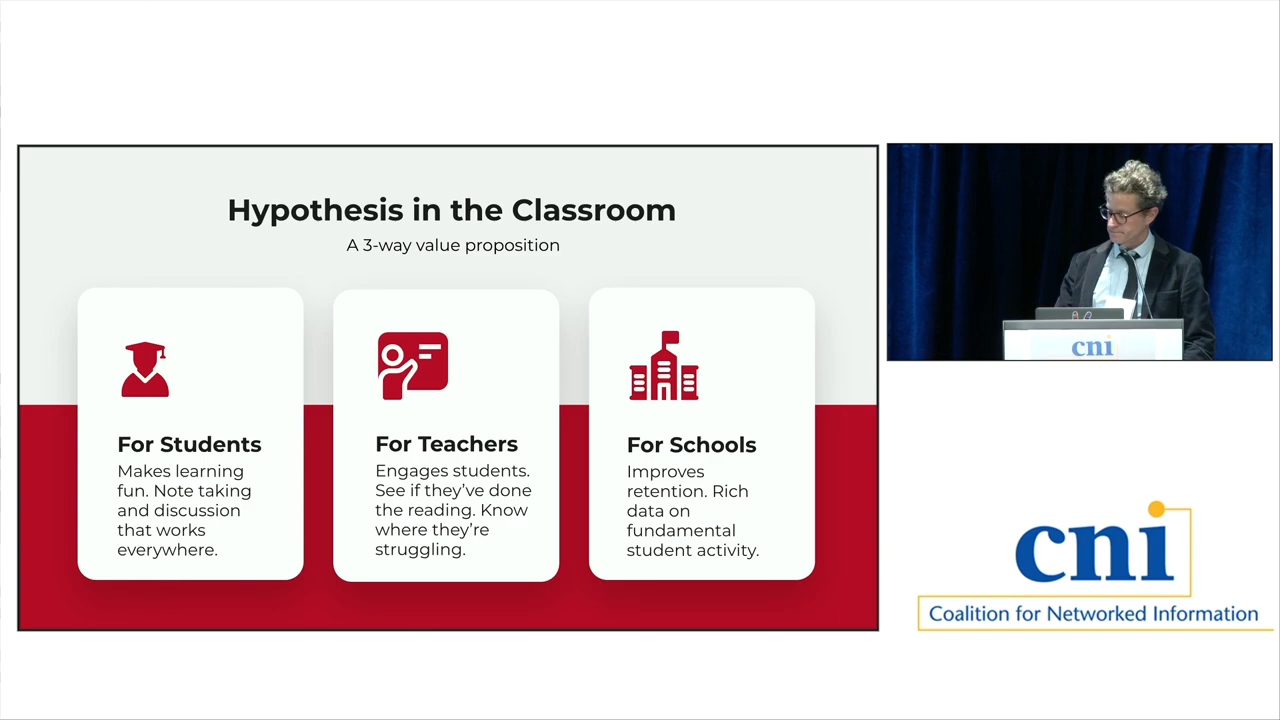 Hypothesis in the Classroom
A 3-way value proposition
For Students
Makes learning
fun. Note taking
and discussion
that works
everywhere.
For Teachers
Engages students.
See if they've done
the reading. Know
where they're
struggling.
For Schools
Improves
retention. Rich
data on
fundamental
student activity.
cni
cni
Coalition for Networked Information